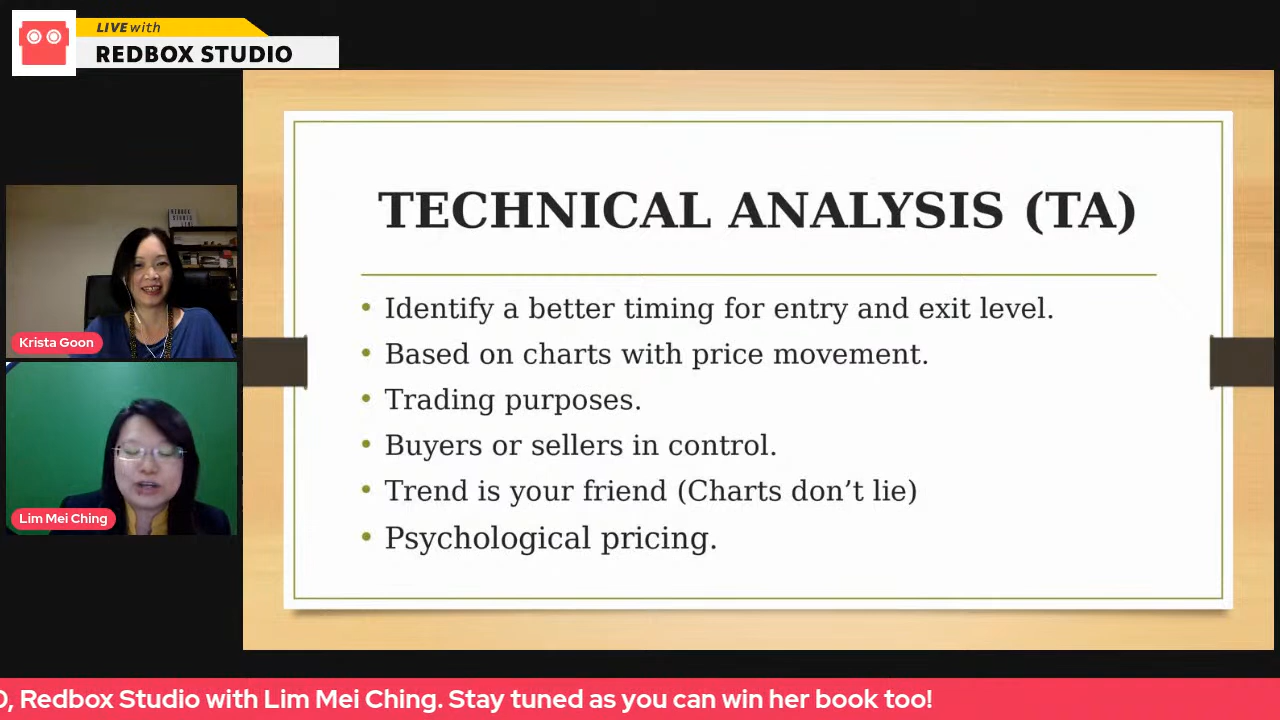 LIVE with
REDBOX STUDIO
TECHNICAL ANALYSIS (TA)
• Identify a better timing for entry and exit level.
• Based on charts with price movement.
• Trading purposes.
• Buyers or sellers in control.
• Trend is your friend (Charts don’t lie)
• Psychological pricing.
Krista Goon
Lim Mei Ching
, Redbox Studio with Lim Mei Ching. Stay tuned as you can win her book too!